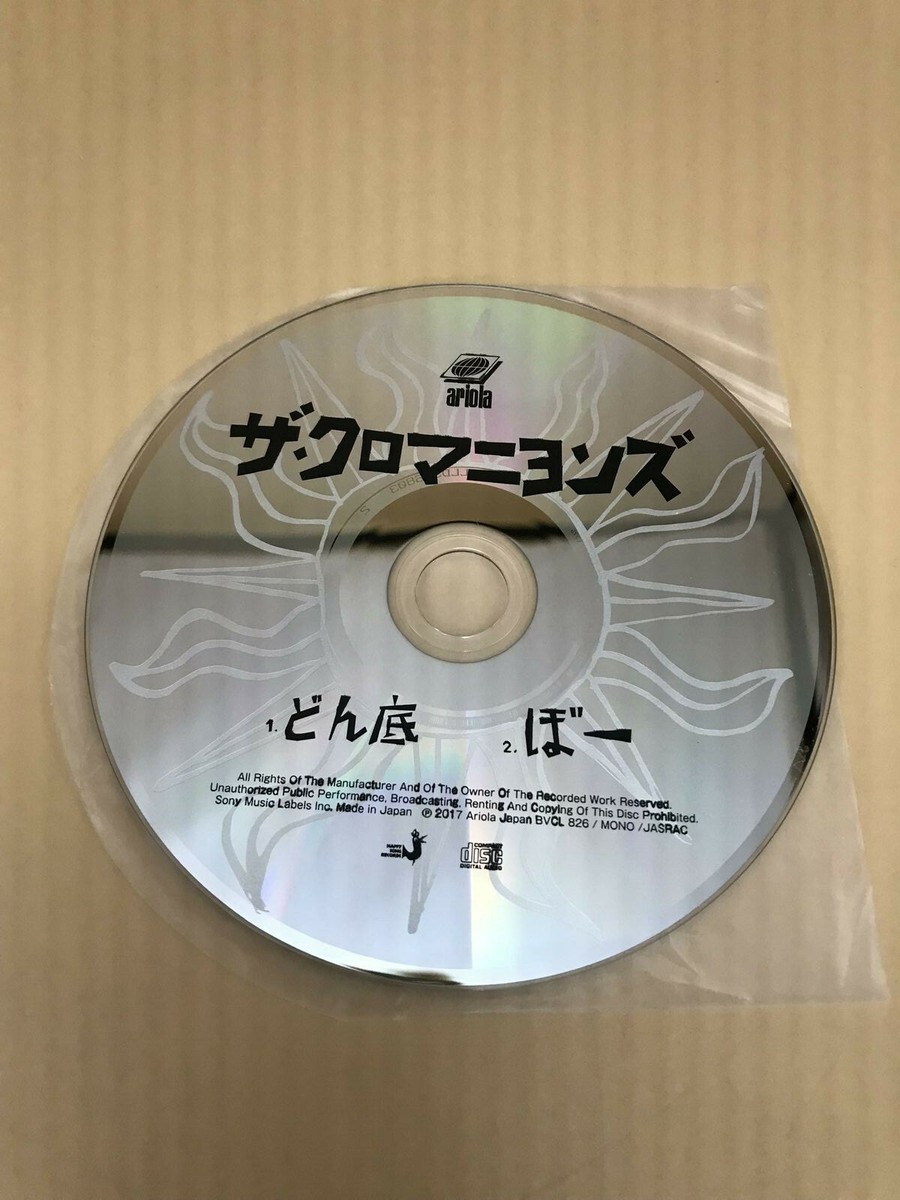 ariola
ザ・クロマニヨンズ
1. どん底
2. ぼー
All Rights Of The Manufacturer And Of The Owner Of The Recorded Work Reserved.
Unauthorized Public Performance, Broadcasting, Renting And Copying Of This Disc Prohibited.
Sony Music Labels Inc. Made in Japan ℗ 2017 Ariola Japan BVCL 826 / MONO /JASRAC
HAPPY
SONG
RECORDS
COMPACT
disc
DIGITAL AUDIO